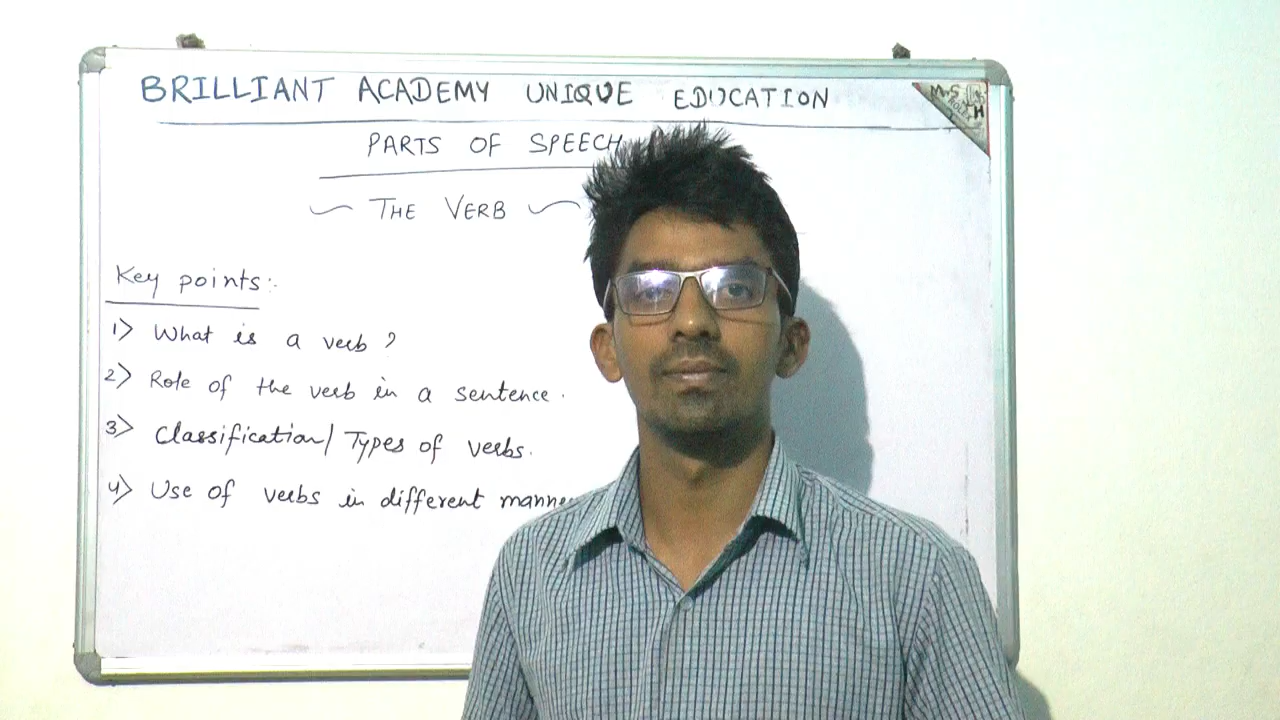 BRILLIANT ACADEMY UNIQUE EDUCATION
PARTS OF SPEECH
THE VERB
Key points:
1) What is a verb ?
2) Role of the verb in a sentence.
3) Classification/Types of verbs.
4) Use of verbs in different manne
M.S